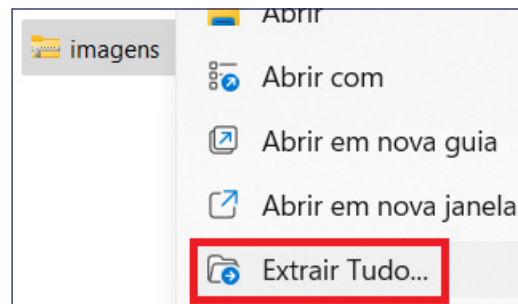 Abrir
imagens
Abrir com
Abrir em nova guia
Abrir em nova janela
Extrair Tudo...